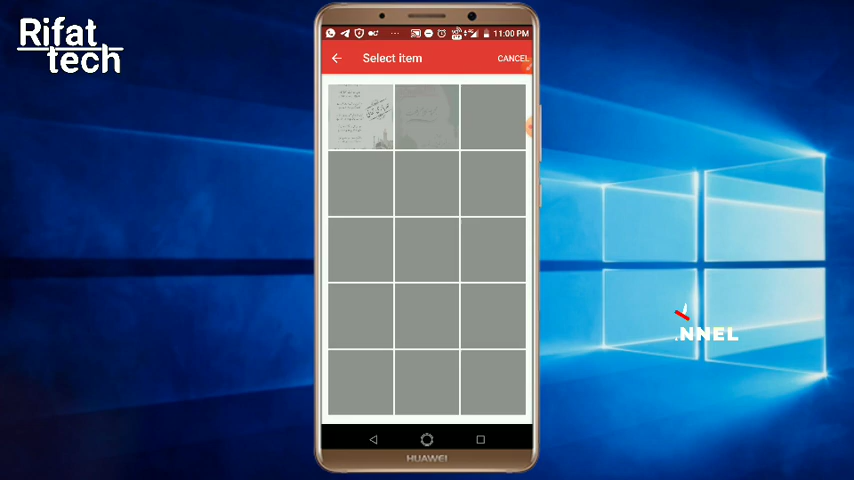 Rifat
tech
11:00 PM
Select item
CANCEL
NNEL
HUAWEI